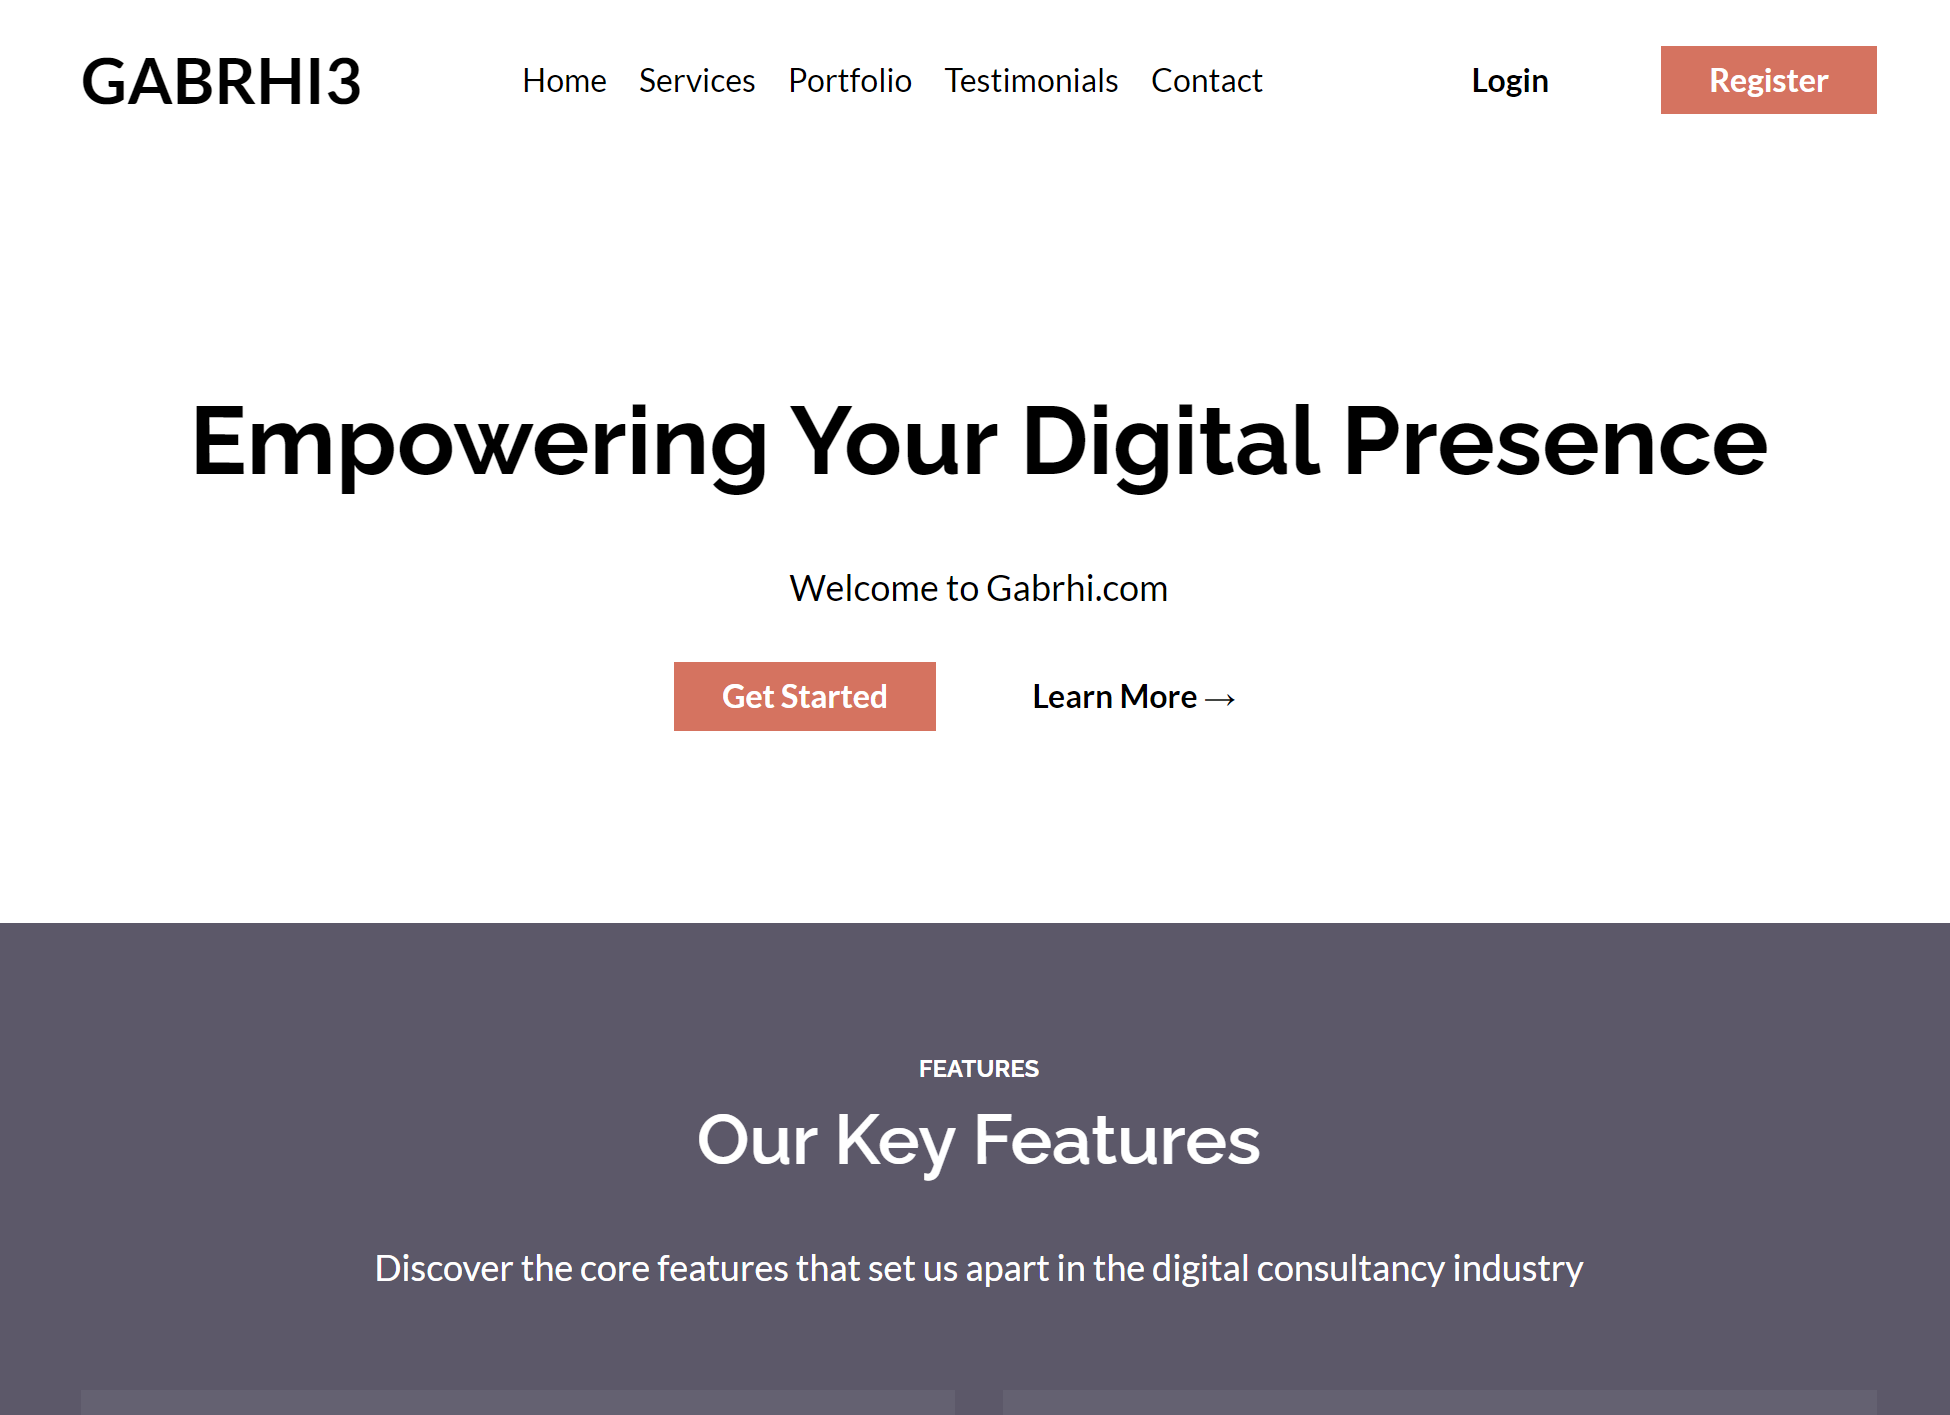 GABRHI3
Home Services Portfolio Testimonials Contact
Login
Register
Empowering Your Digital Presence
Welcome to Gabrhi.com
Get Started
Learn More →
FEATURES
Our Key Features
Discover the core features that set us apart in the digital consultancy industry